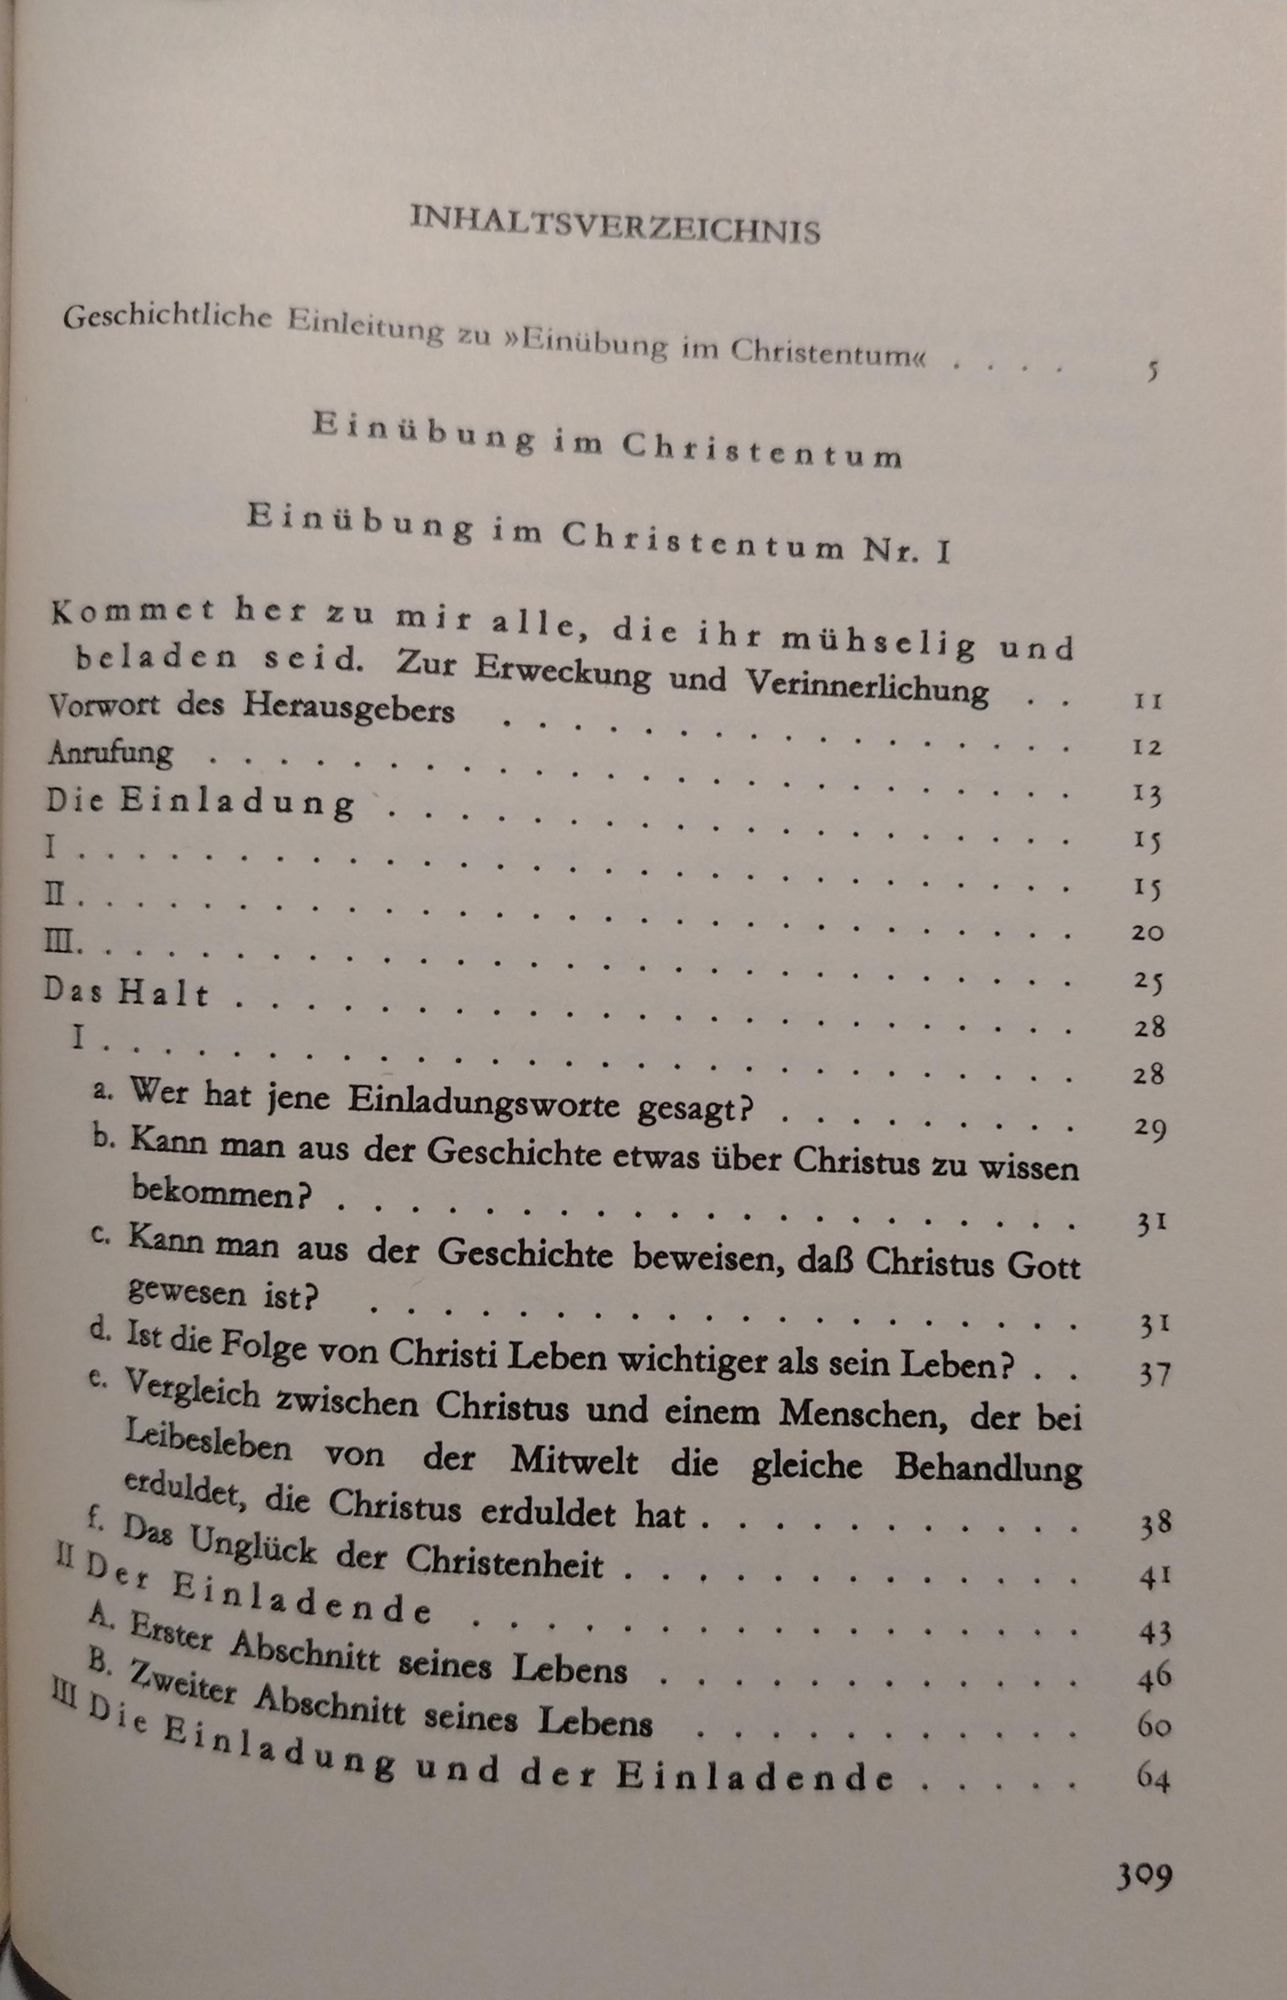 INHALTSVERZEICHNIS
Geschichtliche Einleitung zu »Einübung im Christentum« . . . . 5
Einübung im Christentum
Einübung im Christentum Nr. I
Kommet her zu mir alle, die ihr mühselig und
beladen seid. Zur Erweckung und Verinnerlichung . . 11
Vorwort des Herausgebers . . . . . . . . . . . . . . . . . 12
Anrufung . . . . . . . . . . . . . . . . . . . . . . . . . 13
Die Einladung . . . . . . . . . . . . . . . . . . . . 15
I . . . . . . . . . . . . . . . . . . . . . . . . . . . . 15
II . . . . . . . . . . . . . . . . . . . . . . . . . . . . 20
III. . . . . . . . . . . . . . . . . . . . . . . . . . . . 25
Das Halt . . . . . . . . . . . . . . . . . . . . . . . . 28
I . . . . . . . . . . . . . . . . . . . . . . . . . . . . 28
a. Wer hat jene Einladungsworte gesagt? . . . . . . . . . 29
b. Kann man aus der Geschichte etwas über Christus zu wissen
bekommen? . . . . . . . . . . . . . . . . . . . . . 31
c. Kann man aus der Geschichte beweisen, daß Christus Gott
gewesen ist? . . . . . . . . . . . . . . . . . . . . 31
d. Ist die Folge von Christi Leben wichtiger als sein Leben? . . 37
e. Vergleich zwischen Christus und einem Menschen, der bei
Leibesleben von der Mitwelt die gleiche Behandlung
erduldet, die Christus erduldet hat . . . . . . . . . . . 38
f. Das Unglück der Christenheit . . . . . . . . . . . . . 41
II Der Einladende . . . . . . . . . . . . . . . . . 43
A. Erster Abschnitt seines Lebens . . . . . . . . . . . . 46
B. Zweiter Abschnitt seines Lebens . . . . . . . . . . . 60
III Die Einladung und der Einladende . . . . . 64
309